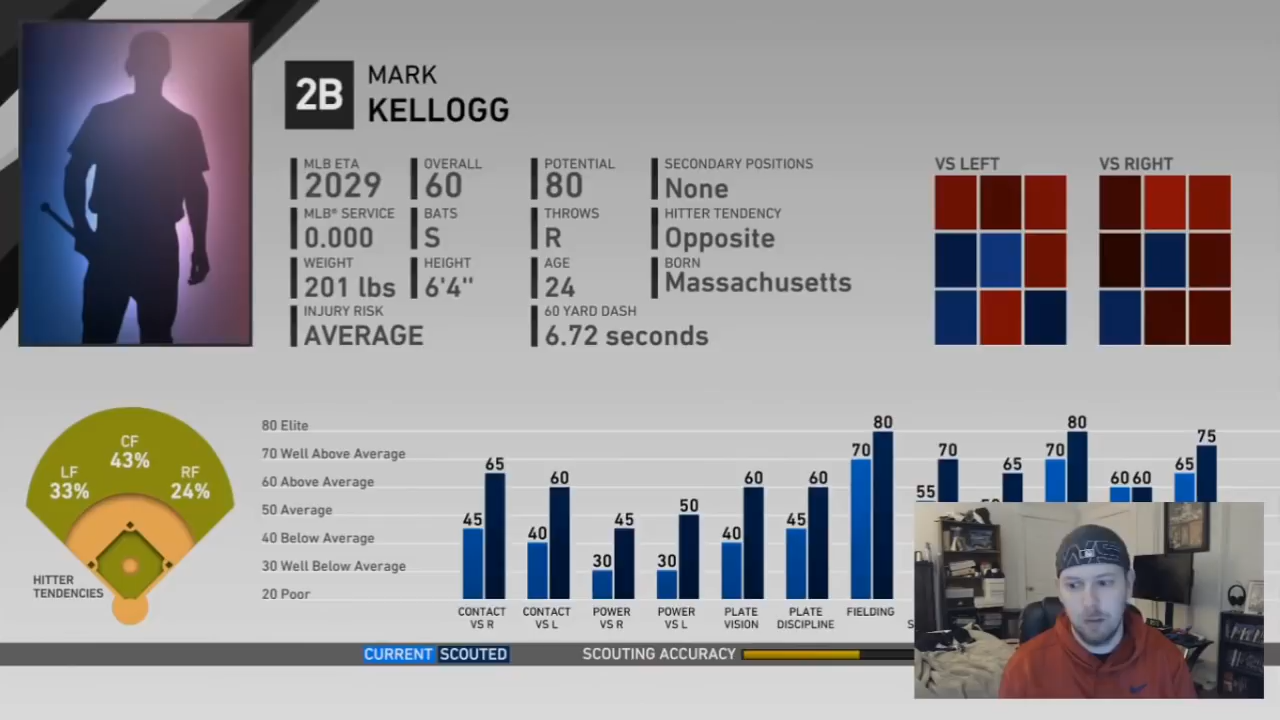 2B
MARK
KELLOGG
MLB ETA
2029
OVERALL
60
POTENTIAL
80
SECONDARY POSITIONS
None
MLB® SERVICE
0.000
BATS
S
THROWS
R
HITTER TENDENCY
Opposite
WEIGHT
201 lbs
HEIGHT
6'4"
AGE
24
BORN
Massachusetts
INJURY RISK
AVERAGE
60 YARD DASH
6.72 seconds
VS LEFT
VS RIGHT
CF
43%
LF
33%
RF
24%
HITTER
TENDENCIES
80 Elite
70 Well Above Average
60 Above Average
50 Average
40 Below Average
30 Well Below Average
20 Poor
45 65
40 60
30 45
30 50
40 60
45 60
70 80
55 70
65
70 80
60 60
65 75
CONTACT
VS R
CONTACT
VS L
POWER
VS R
POWER
VS L
PLATE
VISION
PLATE
DISCIPLINE
FIELDING
CURRENT SCOUTED
SCOUTING ACCURACY